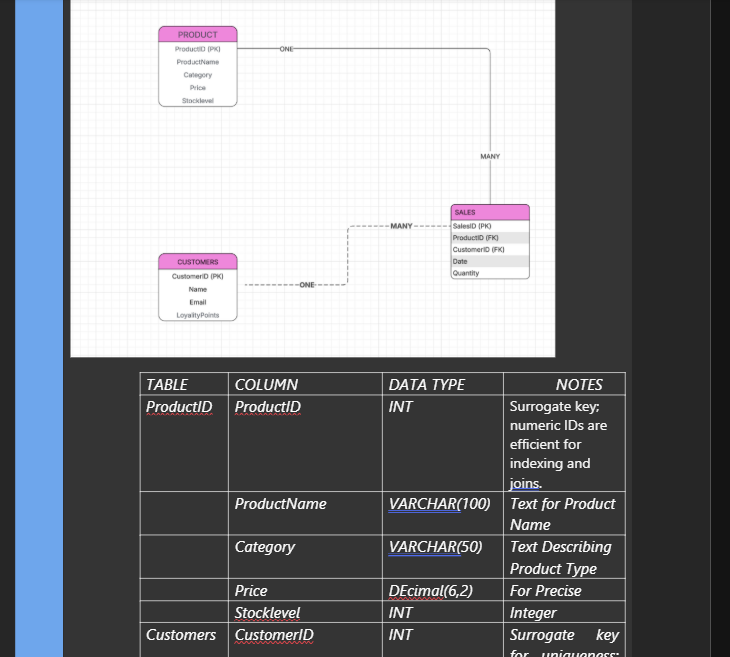 PRODUCT
ProductID (PK)
ProductName
Category
Price
Stocklevel
ONE
MANY
SALES
SalesID (PK)
ProductID (FK)
CustomerID (FK)
Date
Quantity
MANY
ONE
CUSTOMERS
CustomerID (PK)
Name
Email
LoyalityPoints
TABLE COLUMN DATA TYPE NOTES
ProductID ProductID INT Surrogate key;
numeric IDs are
efficient for
indexing and
joins.
ProductName VARCHAR(100) Text for Product
Name
Category VARCHAR(50) Text Describing
Product Type
Price DEcimal(6,2) For Precise
Stocklevel INT Integer
Customers CustomerID INT Surrogate key
for uniqueness;